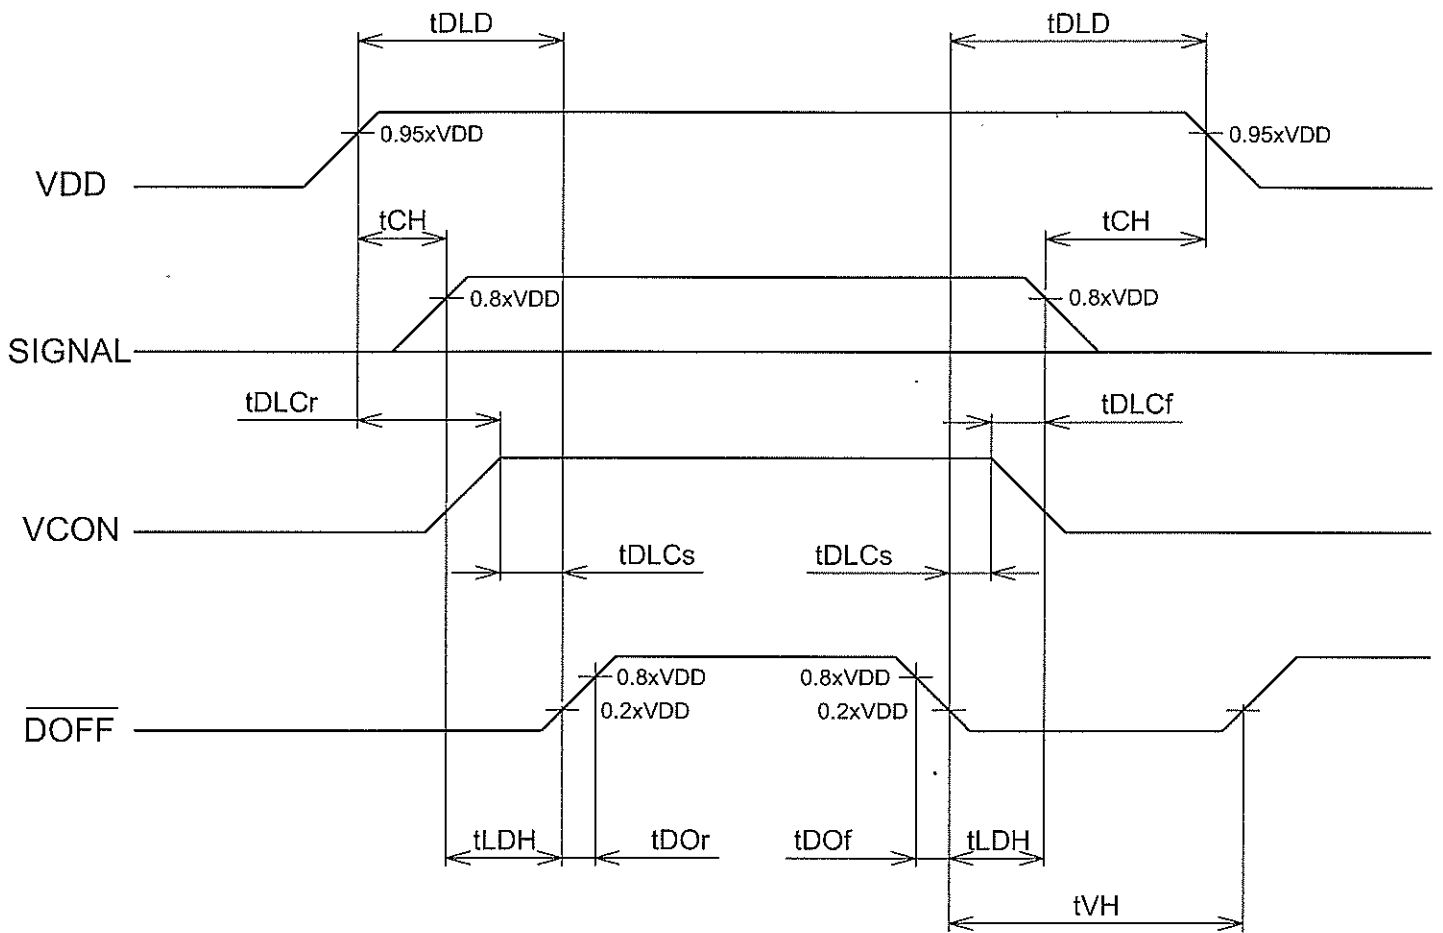 tDLD tDLD
0.95xVDD 0.95xVDD
VDD
tCH tCH
0.8xVDD 0.8xVDD
SIGNAL
tDLCr tDLCf
VCON
tDLCs tDLCs
0.8xVDD 0.8xVDD
0.2xVDD 0.2xVDD
DOFF
tLDH tDOr tDOf tLDH
tVH